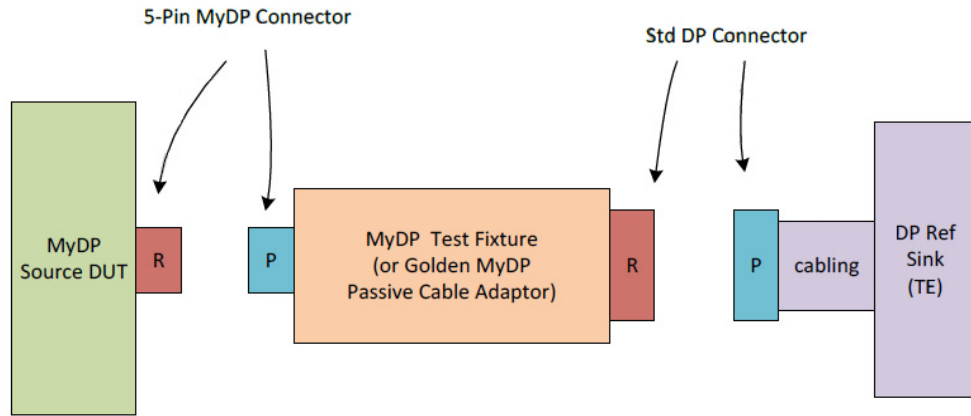 5-Pin MyDP Connector
Std DP Connector
MyDP
Source DUT
R
P
MyDP Test Fixture
(or Golden MyDP
Passive Cable Adaptor)
R
P
cabling
DP Ref
Sink
(TE)